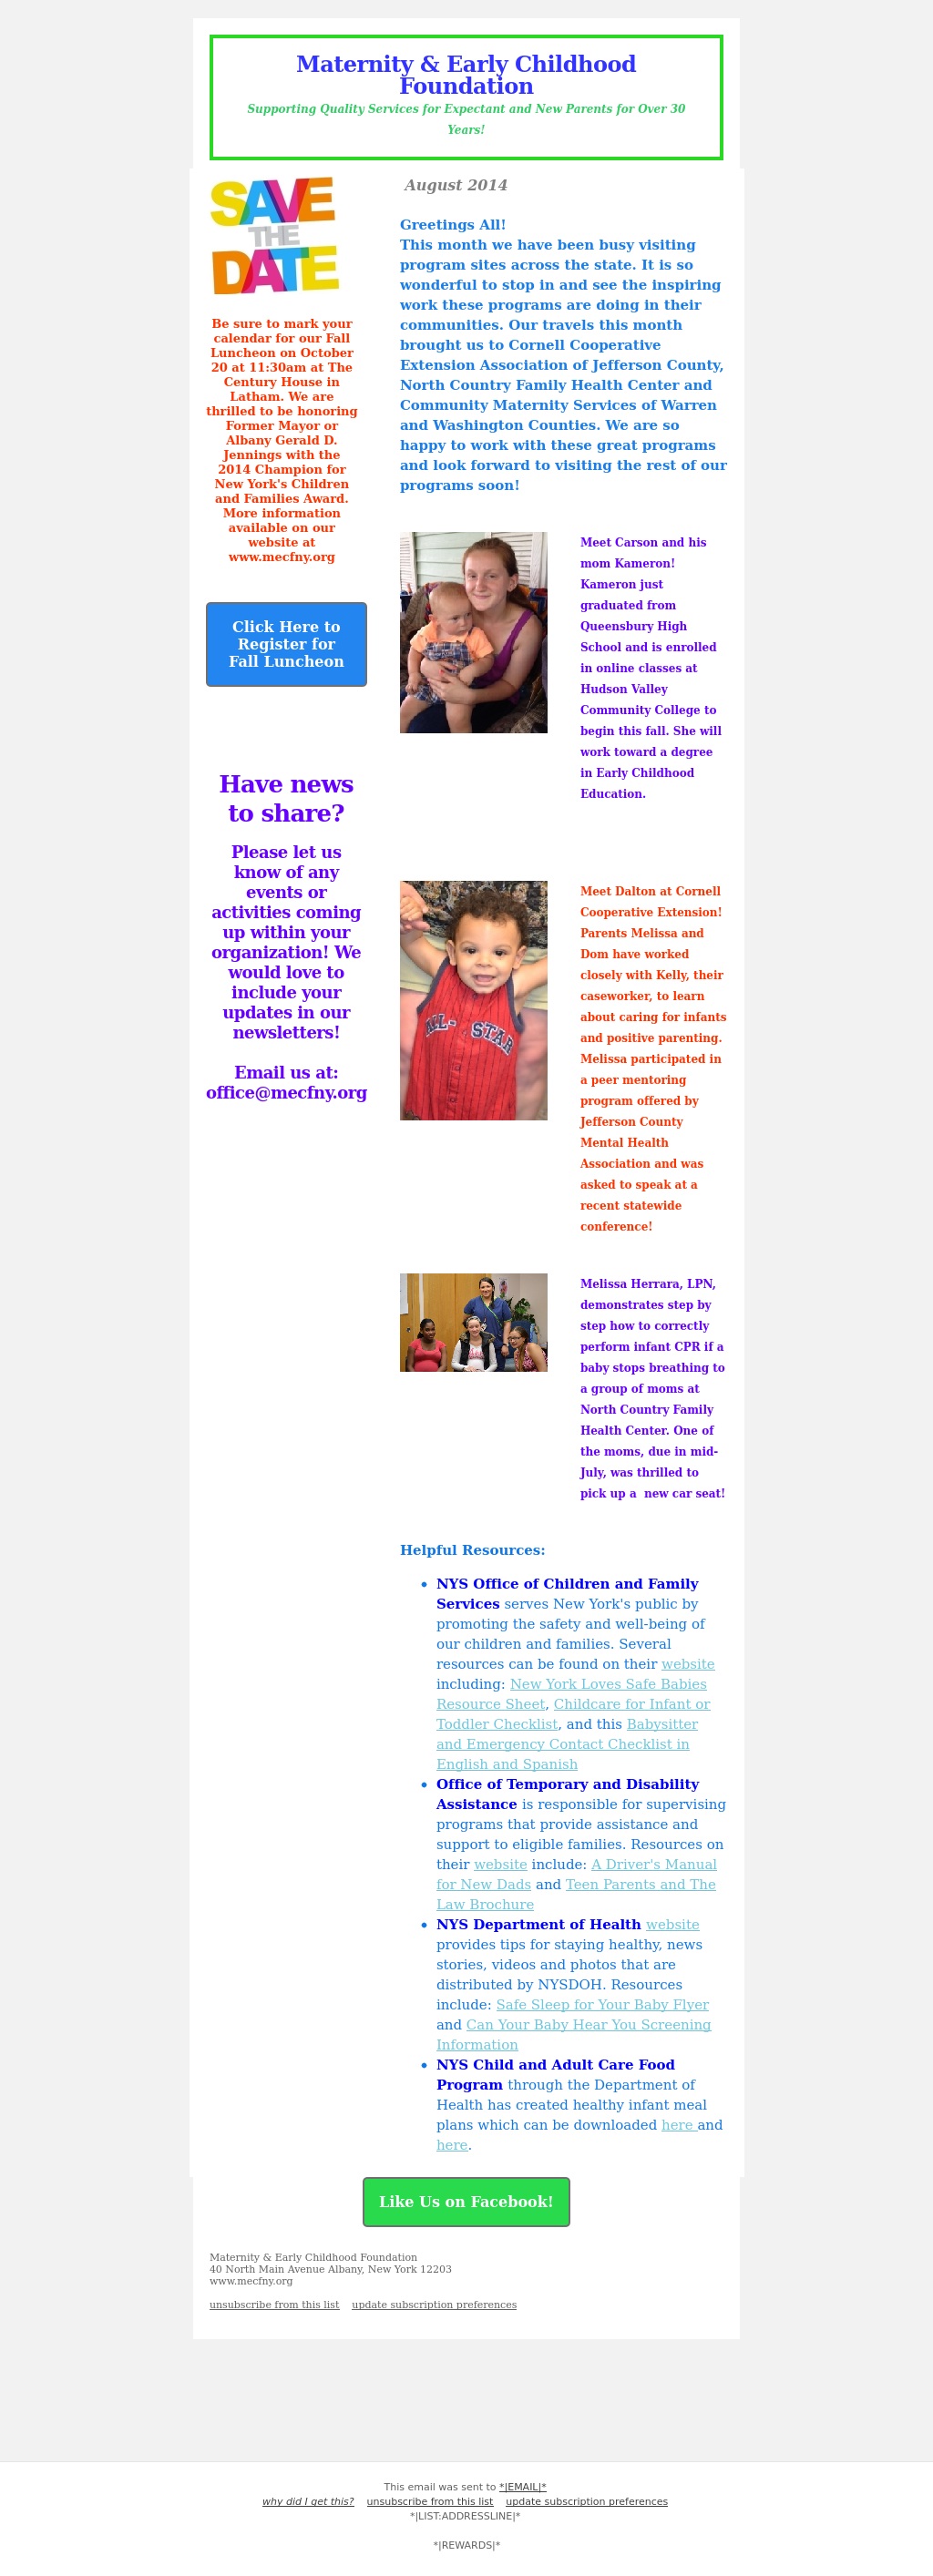 Maternity & Early Childhood
Foundation
Supporting Quality Services for Expectant and New Parents for Over 30
Years!
SAVE
THE
DATE
Be sure to mark your
calendar for our Fall
Luncheon on October
20 at 11:30am at The
Century House in
Latham. We are
thrilled to be honoring
Former Mayor or
Albany Gerald D.
Jennings with the
2014 Champion for
New York's Children
and Families Award.
More information
available on our
website at
www.mecfny.org
Click Here to
Register for
Fall Luncheon
Have news
to share?
Please let us
know of any
events or
activities coming
up within your
organization! We
would love to
include your
updates in our
newsletters!
Email us at:
office@mecfny.org
August 2014
Greetings All!
This month we have been busy visiting
program sites across the state. It is so
wonderful to stop in and see the inspiring
work these programs are doing in their
communities. Our travels this month
brought us to Cornell Cooperative
Extension Association of Jefferson County,
North Country Family Health Center and
Community Maternity Services of Warren
and Washington Counties. We are so
happy to work with these great programs
and look forward to visiting the rest of our
programs soon!
Meet Carson and his
mom Kameron!
Kameron just
graduated from
Queensbury High
School and is enrolled
in online classes at
Hudson Valley
Community College to
begin this fall. She will
work toward a degree
in Early Childhood
Education.
ALL-STAR
Meet Dalton at Cornell
Cooperative Extension!
Parents Melissa and
Dom have worked
closely with Kelly, their
caseworker, to learn
about caring for infants
and positive parenting.
Melissa participated in
a peer mentoring
program offered by
Jefferson County
Mental Health
Association and was
asked to speak at a
recent statewide
conference!
Melissa Herrara, LPN,
demonstrates step by
step how to correctly
perform infant CPR if a
baby stops breathing to
a group of moms at
North Country Family
Health Center. One of
the moms, due in mid-
July, was thrilled to
pick up a  new car seat!
Helpful Resources:
• NYS Office of Children and Family
Services serves New York's public by
promoting the safety and well-being of
our children and families. Several
resources can be found on their website
including: New York Loves Safe Babies
Resource Sheet, Childcare for Infant or
Toddler Checklist, and this Babysitter
and Emergency Contact Checklist in
English and Spanish
• Office of Temporary and Disability
Assistance is responsible for supervising
programs that provide assistance and
support to eligible families. Resources on
their website include: A Driver's Manual
for New Dads and Teen Parents and The
Law Brochure
• NYS Department of Health website
provides tips for staying healthy, news
stories, videos and photos that are
distributed by NYSDOH. Resources
include: Safe Sleep for Your Baby Flyer
and Can Your Baby Hear You Screening
Information
• NYS Child and Adult Care Food
Program through the Department of
Health has created healthy infant meal
plans which can be downloaded here and
here.
Like Us on Facebook!
Maternity & Early Childhood Foundation
40 North Main Avenue Albany, New York 12203
www.mecfny.org
unsubscribe from this list    update subscription preferences
This email was sent to *|EMAIL|*
why did I get this?    unsubscribe from this list    update subscription preferences
*|LIST:ADDRESSLINE|*
*|REWARDS|*